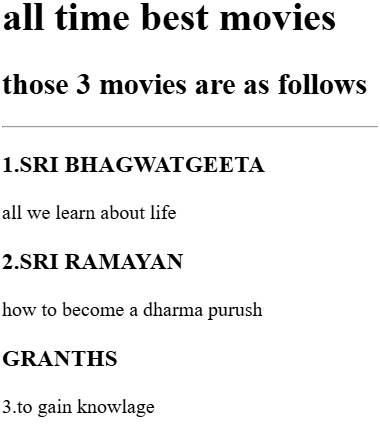 all time best movies
those 3 movies are as follows
1.SRI BHAGWATGEETA
all we learn about life
2.SRI RAMAYAN
how to become a dharma purush
GRANTHS
3.to gain knowlage